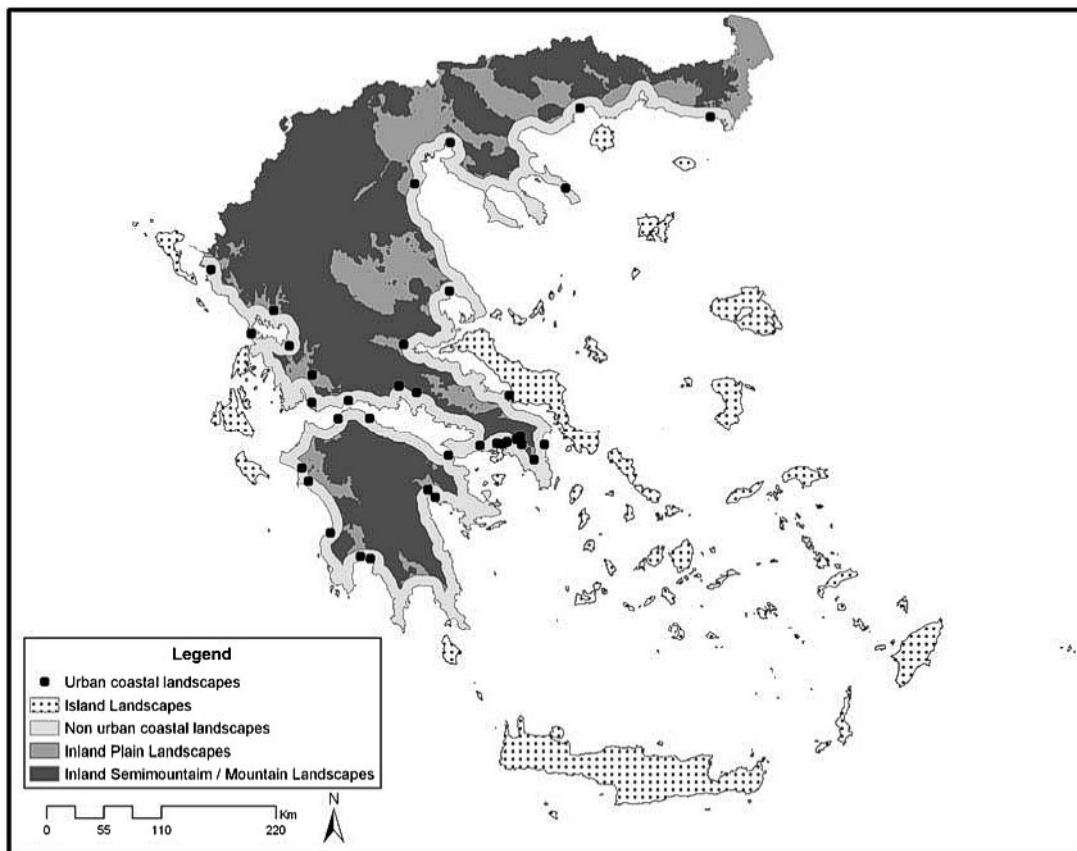 Legend
Urban coastal landscapes
Island Landscapes
Non urban coastal landscapes
Inland Plain Landscapes
Inland Semimountaim / Mountain Landscapes
N
Km
0 55 110 220